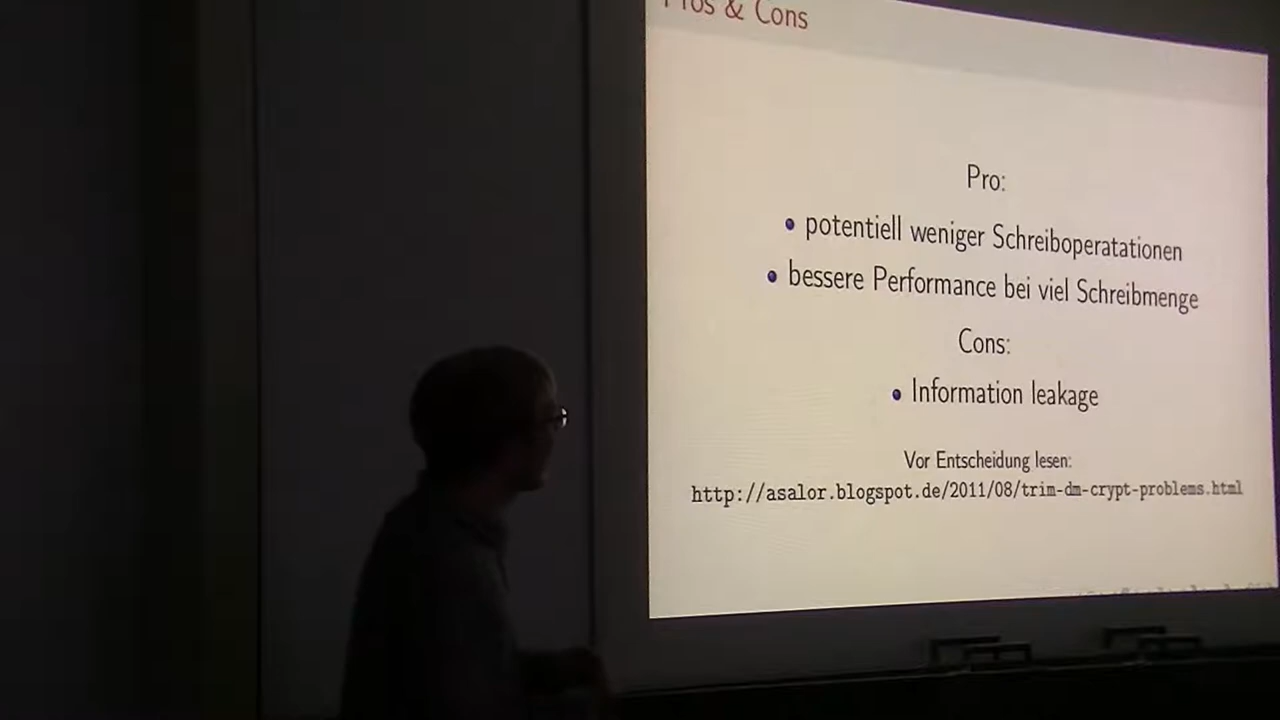 Pros & Cons
Pro:
• potentiell weniger Schreiboperatationen
• bessere Performance bei viel Schreibmenge
Cons:
• Information leakage
Vor Entscheidung lesen:
http://asalor.blogspot.de/2011/08/trim-dm-crypt-problems.html